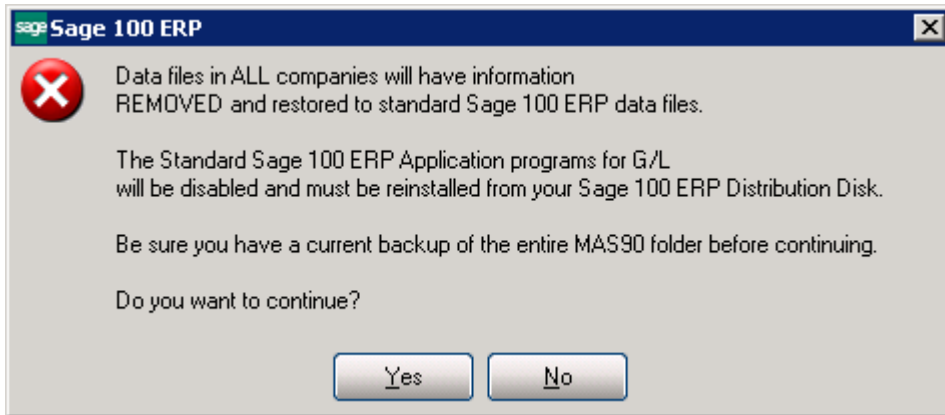 sage Sage 100 ERP
Data files in ALL companies will have information
REMOVED and restored to standard Sage 100 ERP data files.
The Standard Sage 100 ERP Application programs for G/L
will be disabled and must be reinstalled from your Sage 100 ERP Distribution Disk.
Be sure you have a current backup of the entire MAS90 folder before continuing.
Do you want to continue?
Yes No